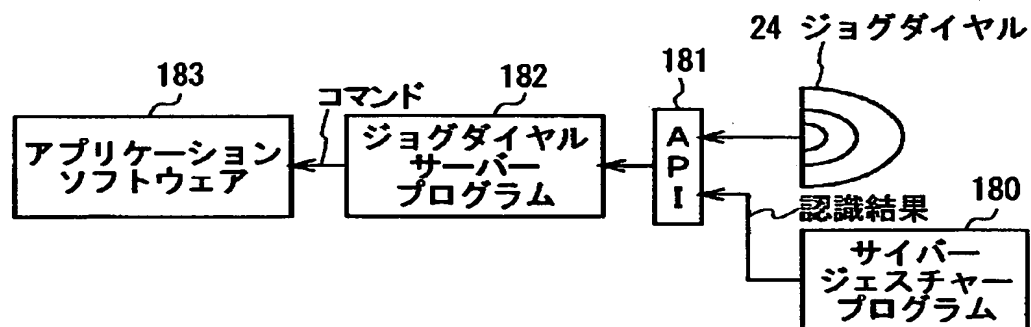 24 ジョグダイヤル
183
コマンド
182
181
アプリケーション
ソフトウェア
ジョグダイヤル
サーバー
プログラム
API
認識結果
180
サイバー
ジェスチャー
プログラム